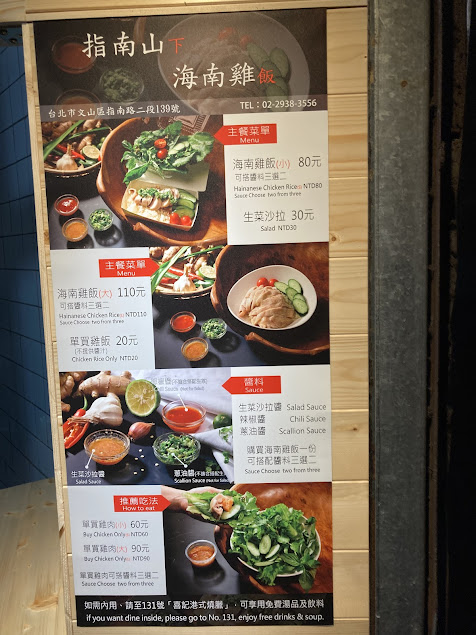 指南山下
海南雞飯
台北市文山區指南路二段139號
TEL：02-2938-3556
主餐菜單
Menu
海南雞飯(小) 80元
可搭醬料三選二
Hainanese Chicken Rice(S) NTD80
Sauce Choose two from three
生菜沙拉 30元
Salad NTD30
主餐菜單
Menu
海南雞飯(大) 110元
可搭醬料三選二
Hainanese Chicken Rice(L) NTD110
Sauce Choose two from three
單買雞飯 20元
(不提供醬汁)
Chicken Rice Only NTD20
醬料
Sauce
生菜沙拉醬 Salad Sauce
辣椒醬 Chili Sauce
蔥油醬 Scallion Sauce
購買海南雞飯一份
可搭配醬料三選二
Sauce Choose two from three
生菜沙拉醬
Salad Sauce
蔥油醬
Scallion Sauce
推薦吃法
How to eat
單買雞肉(小) 60元
Buy Chicken Only(S) NTD60
單買雞肉(大) 90元
Buy Chicken Only(L) NTD90
單買雞肉可搭醬料三選二
Sauce Choose two from three
如需內用、請至131號「喜記港式燒臘」，可享用免費湯品及飲料
if you want dine inside, please go to No. 131, enjoy free drinks & soup.